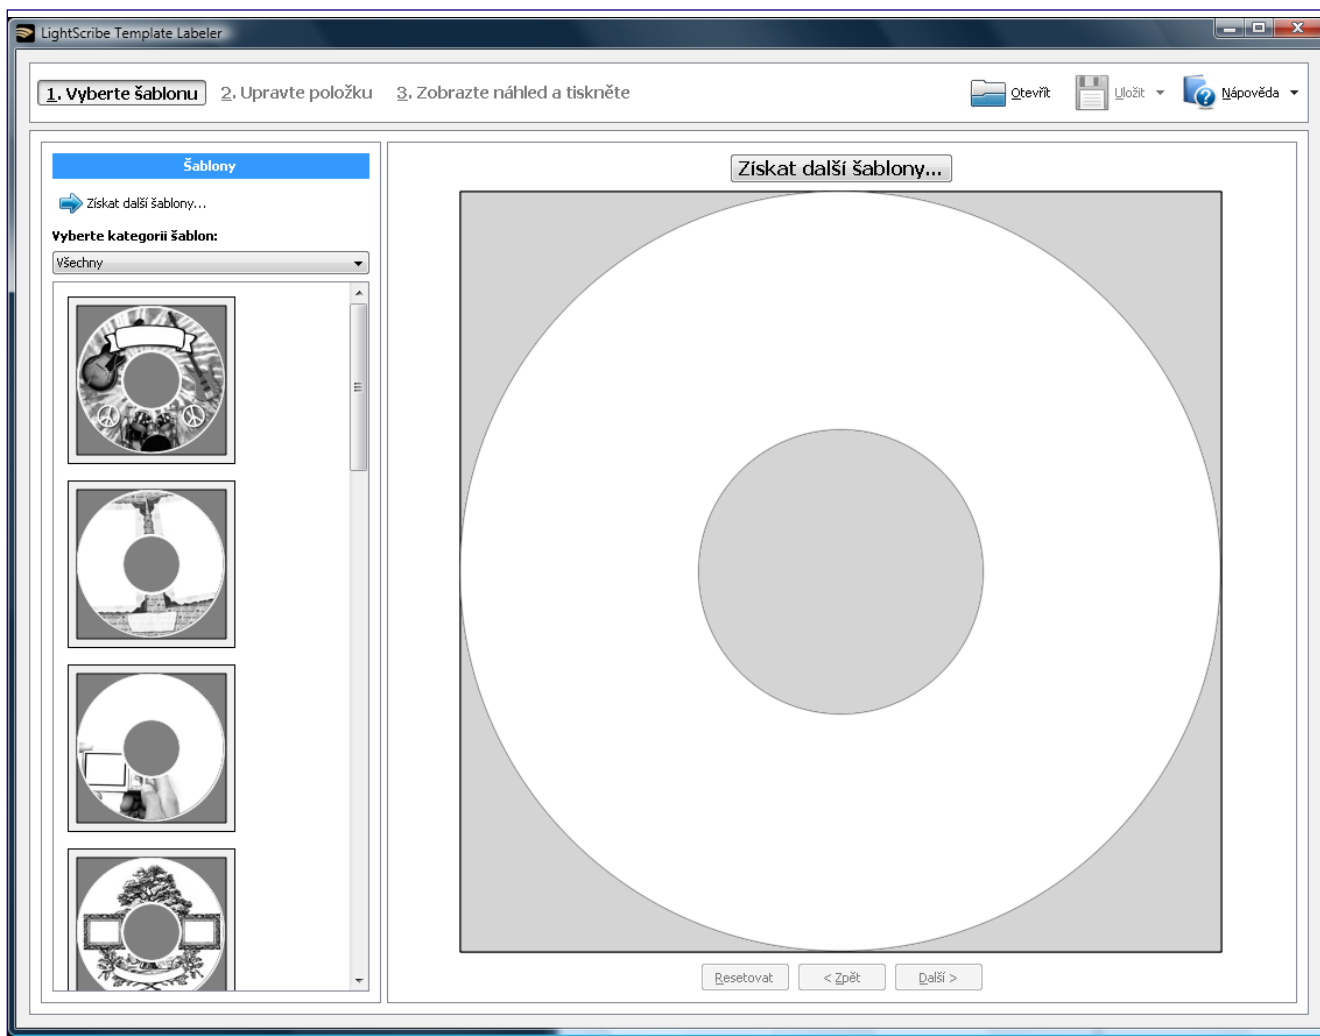 LightScribe Template Labeler
1. Vyberte šablonu 2. Upravte položku 3. Zobrazte náhled a tiskněte Otevřít Uložit Nápověda
Šablony
Získat další šablony...
Vyberte kategorii šablon:
Všechny
Získat další šablony...
Resetovat < Zpět Další >